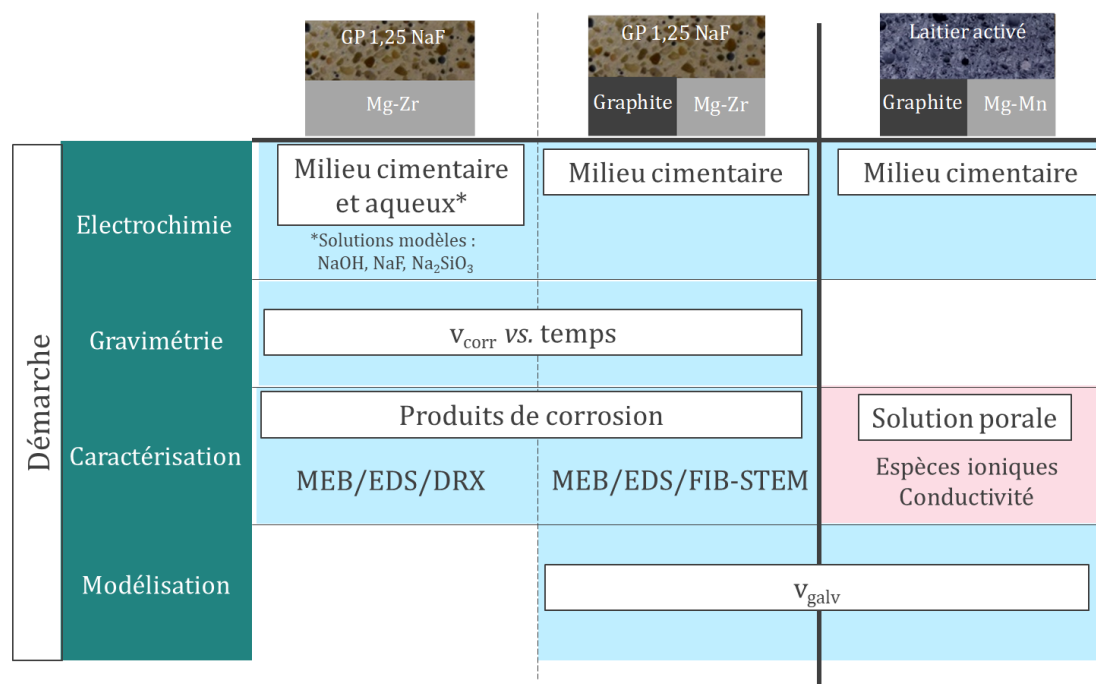 GP 1,25 NaF
Mg-Zr
GP 1,25 NaF
Graphite
Mg-Zr
Laitier activé
Graphite
Mg-Mn
Démarche
Electrochimie
Milieu cimentaire
et aqueux*
*Solutions modèles :
NaOH, NaF, Na₂SiO₃
Milieu cimentaire
Milieu cimentaire
Gravimétrie
vcorr vs. temps
Caractérisation
Produits de corrosion
MEB/EDS/DRX
MEB/EDS/FIB-STEM
Solution porale
Espèces ioniques
Conductivité
Modélisation
vgalv